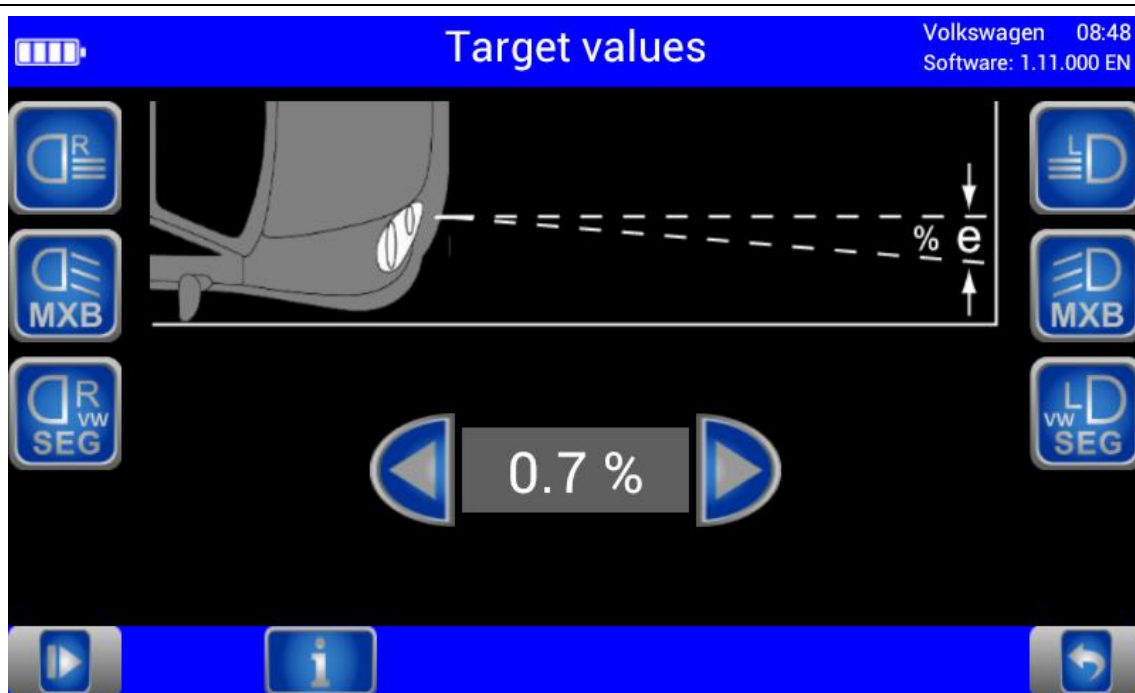 Target values
Volkswagen 08:48
Software: 1.11.000 EN
R
L
% e
MXB
MXB
R
VW
SEG
L
VW
SEG
0.7 %
i